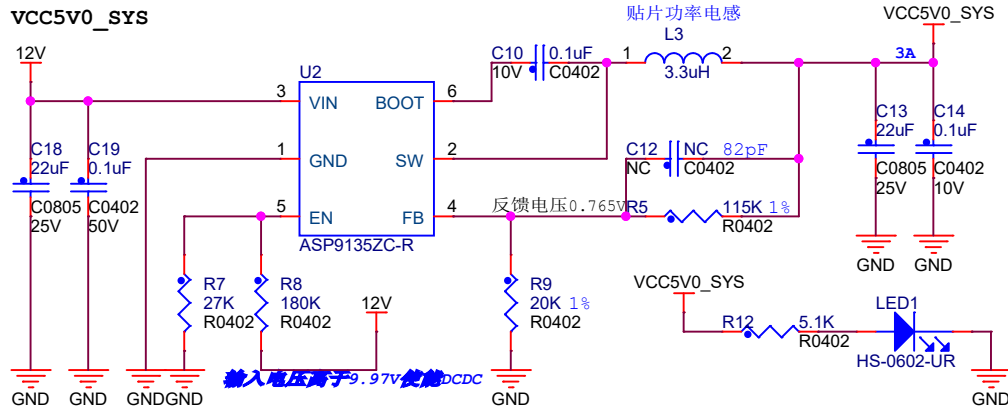 VCC5V0_SYS
12V
C18
22uF
C0805
25V
GND
C19
0.1uF
C0402
50V
GND
U2
3 VIN
1 GND
5 EN
BOOT 6
SW 2
FB 4
ASP9135ZC-R
GND
GND
R7
27K
R0402
R8
180K
R0402
12V
输入电压高于9.97V使能DCDC
C10
10V
0.1uF
C0402
贴片功率电感
L3
1 2
3.3uH
C12
NC
NC 82pF
C0402
反馈电压0.765V
R5
115K 1%
R0402
R9
20K 1%
R0402
GND
VCC5V0_SYS
3A
C13
22uF
C0805
25V
GND
C14
0.1uF
C0402
10V
GND
VCC5V0_SYS
R12
5.1K
R0402
LED1
HS-0602-UR
GND